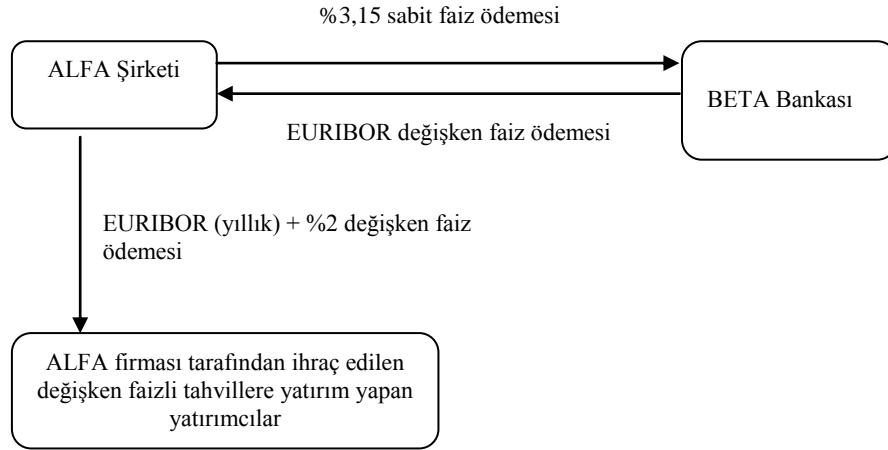 %3,15 sabit faiz ödemesi
ALFA Şirketi
BETA Bankası
EURIBOR değişken faiz ödemesi
EURIBOR (yıllık) + %2 değişken faiz
ödemesi
ALFA firması tarafından ihraç edilen
değişken faizli tahvillere yatırım yapan
yatırımcılar